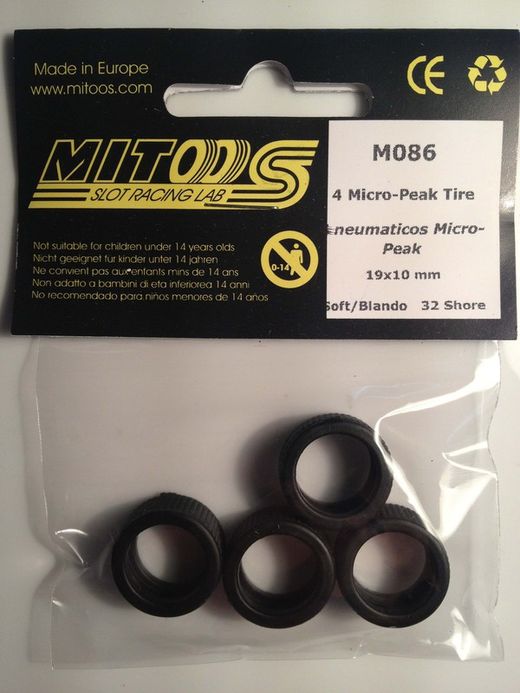 Made in Europe
www.mitoos.com
CE
MITOOS
SLOT RACING LAB
Not suitable for children under 14 years olds
Nicht geeignet fur kinder unter 14 jahren
Ne convient pas aux enfants mins de 14 ans
Non adatto a bambini di eta inferiorea 14 anni
No recomendado para niños menores de 14 años
0-14
M086
4 Micro-Peak Tire
Pneumaticos Micro-
Peak
19x10 mm
Soft/Blando 32 Shore